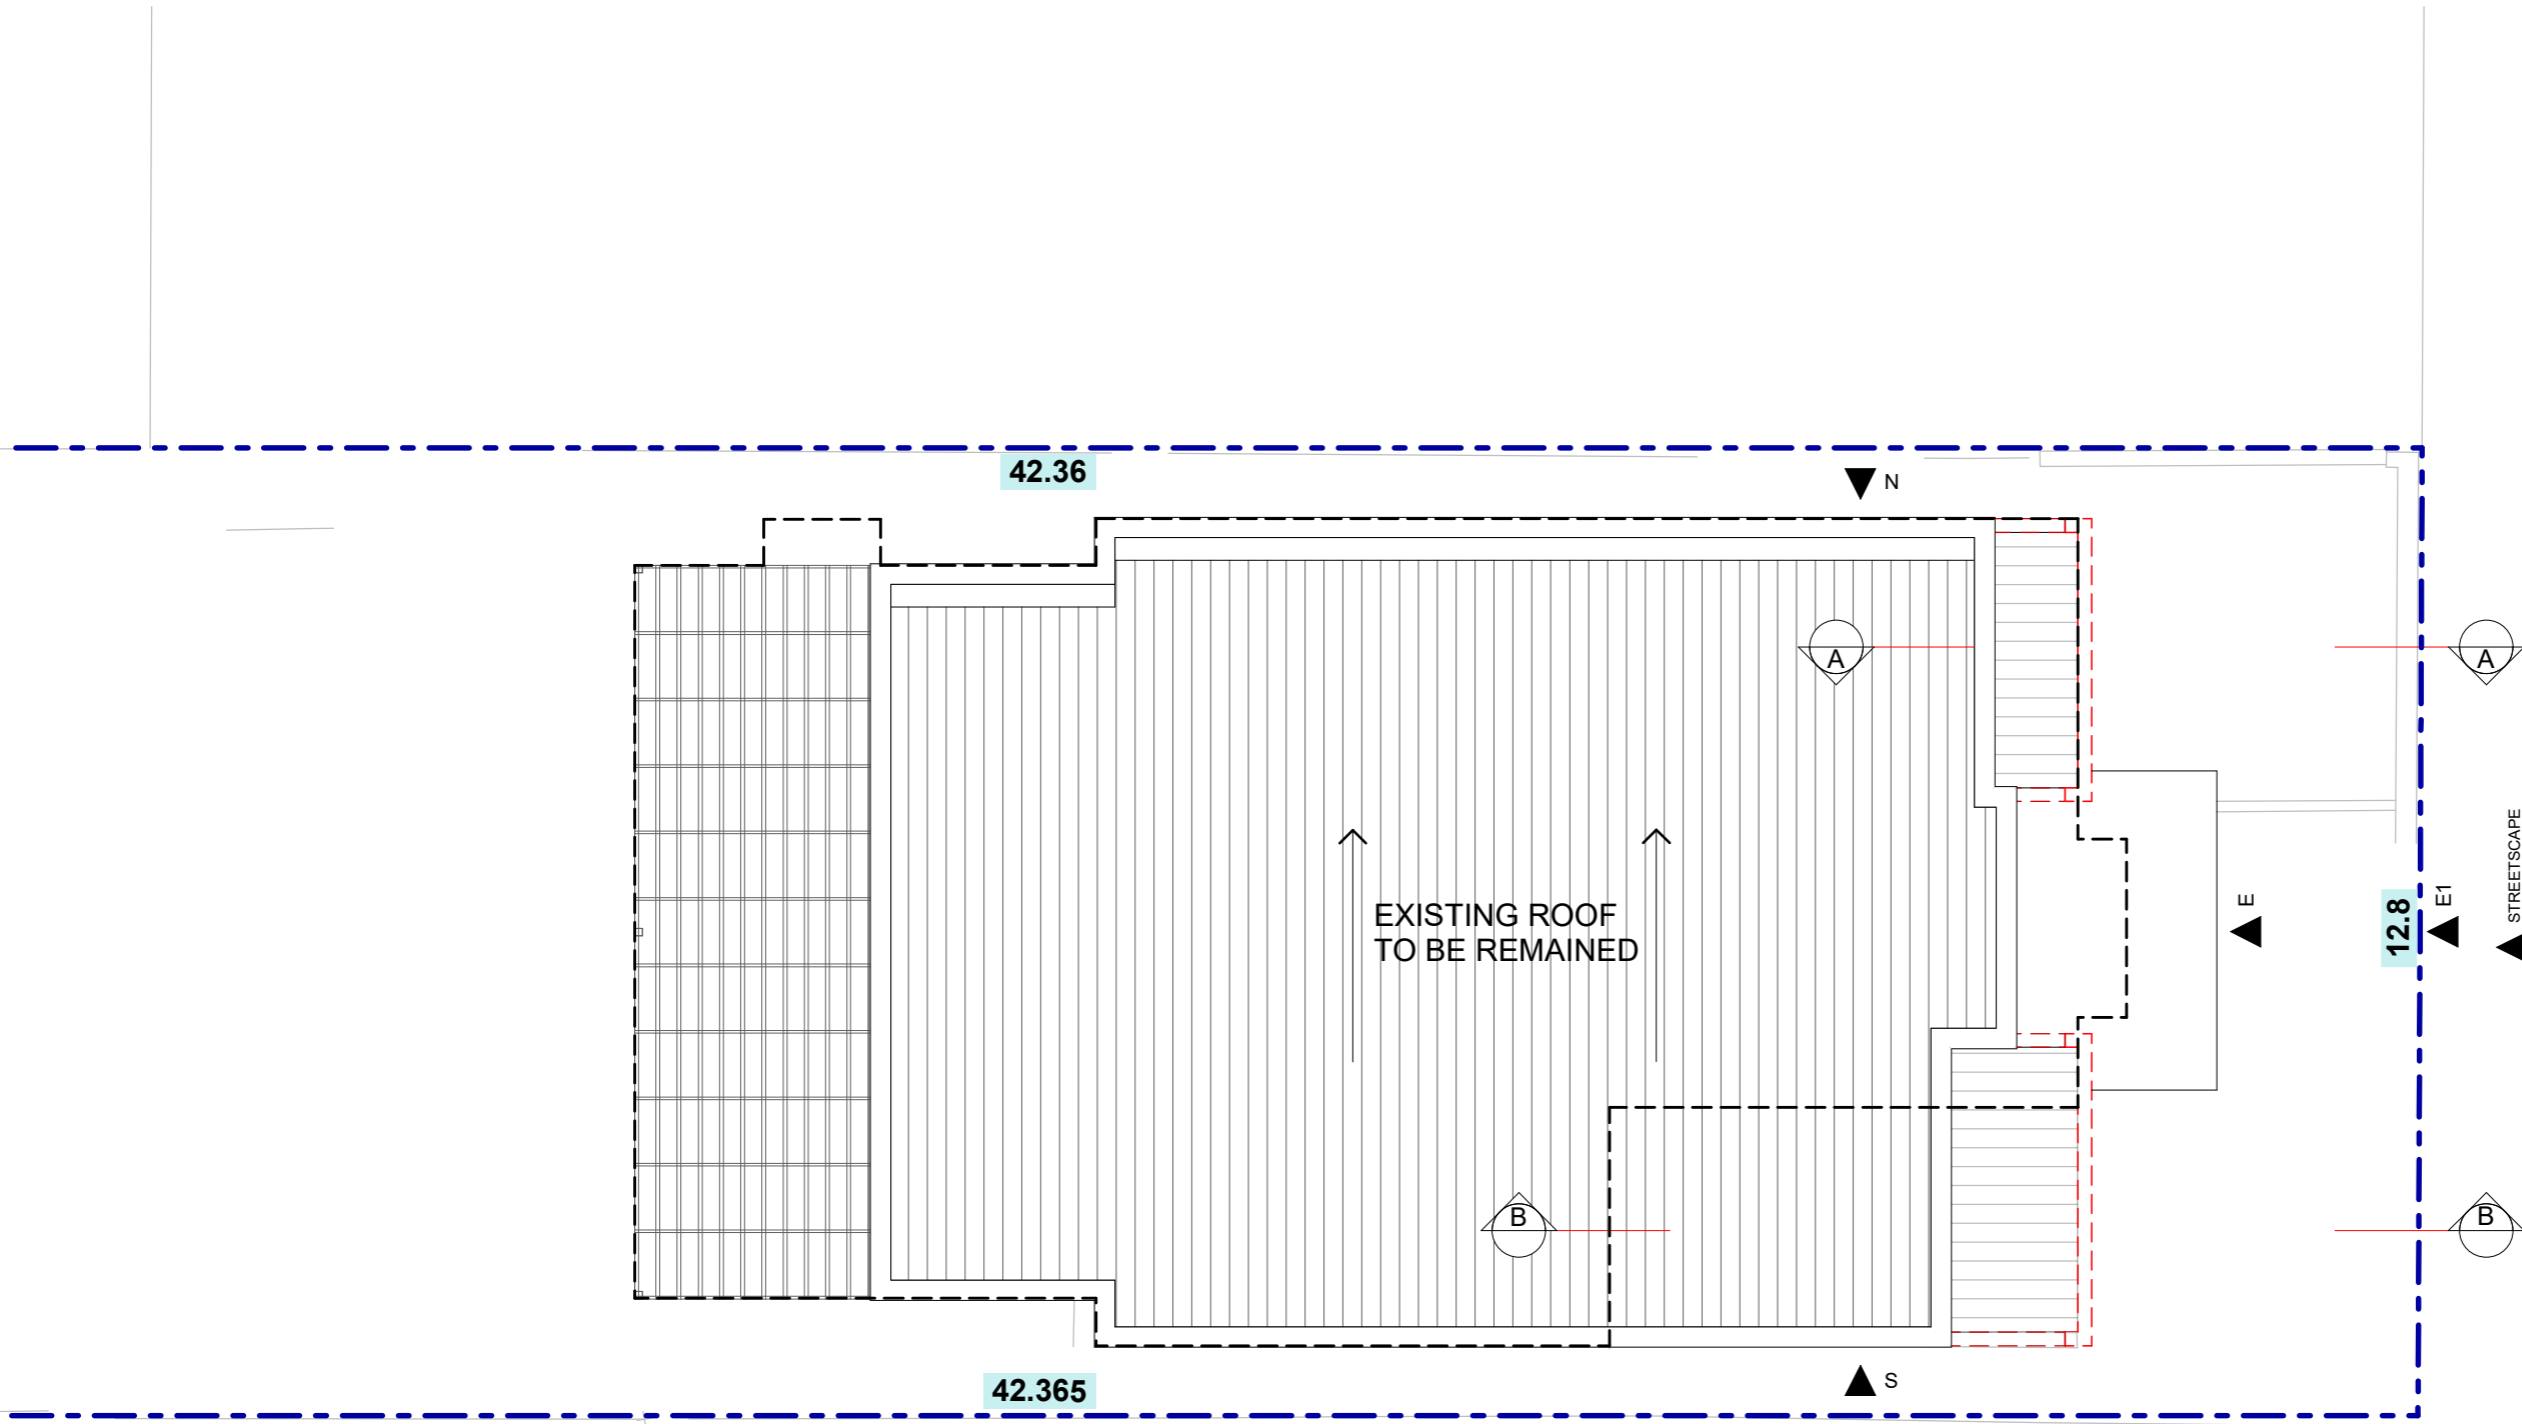 42.36
N
A
A
STREETSCAPE
E
E1
12.8
EXISTING ROOF
TO BE REMAINED
B
B
42.365
S